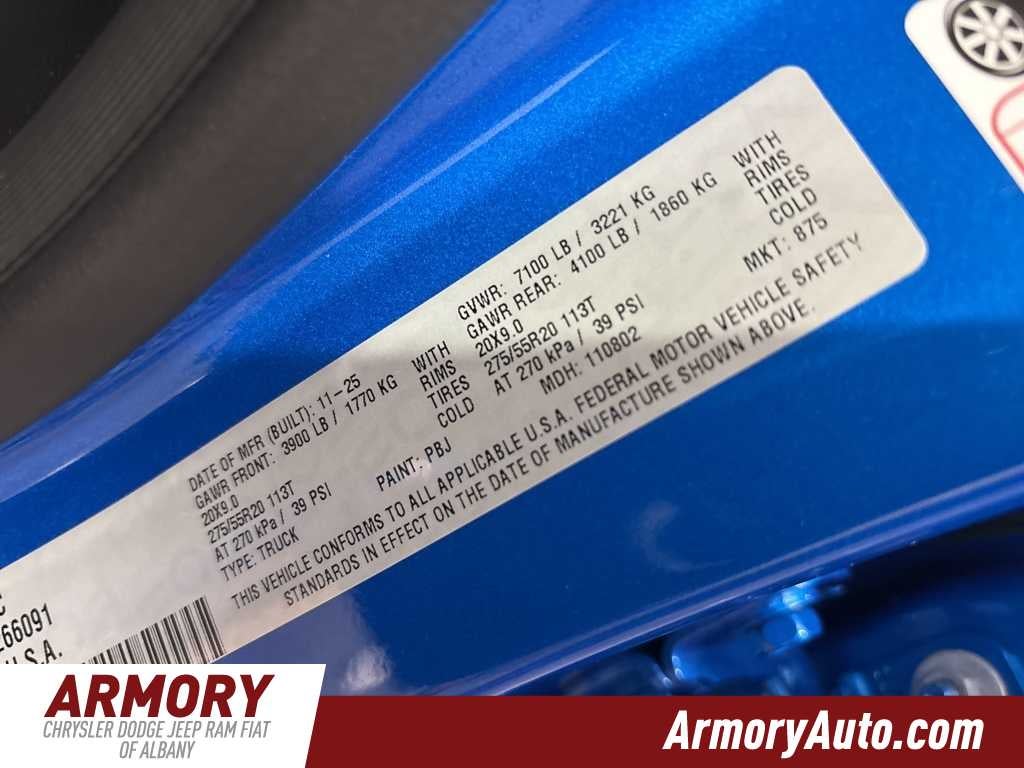 DATE OF MFR (BUILT): 11-25 GVWR: 7100 LB / 3221 KG
GAWR FRONT: 3900 LB / 1770 KG WITH GAWR REAR: 4100 LB / 1860 KG WITH
20X9.0 RIMS 20X9.0 RIMS
275/55R20 113T TIRES 275/55R20 113T TIRES
AT 270 kPa / 39 PSI COLD AT 270 kPa / 39 PSI COLD
TYPE: TRUCK PAINT: PBJ MDH: 110802 MKT: 875
THIS VEHICLE CONFORMS TO ALL APPLICABLE U.S.A. FEDERAL MOTOR VEHICLE SAFETY
STANDARDS IN EFFECT ON THE DATE OF MANUFACTURE SHOWN ABOVE.
C
266091
U.S.A.
ARMORY
CHRYSLER DODGE JEEP RAM FIAT
OF ALBANY
ArmoryAuto.com